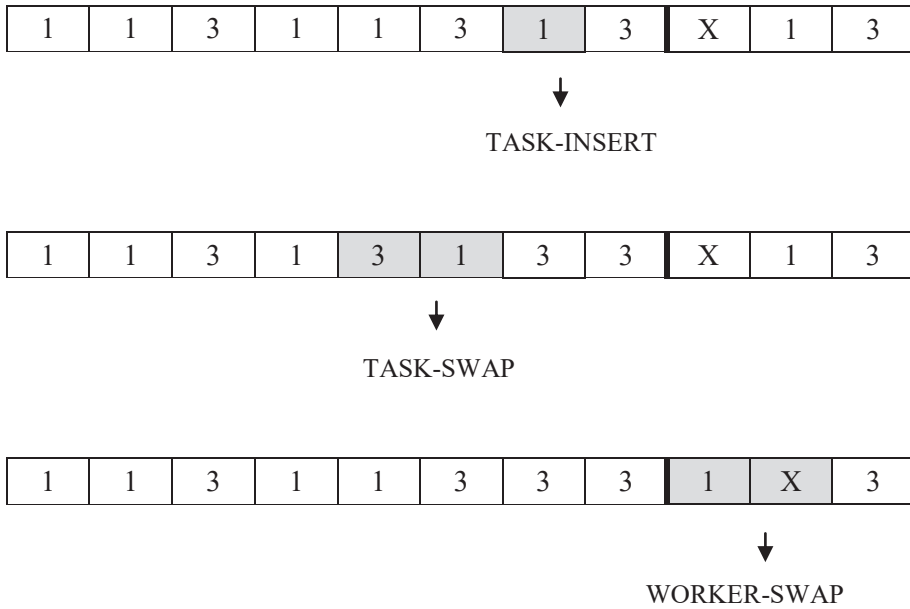 1 1 3 1 1 3 1 3 X 1 3
TASK-INSERT
1 1 3 1 3 1 3 3 X 1 3
TASK-SWAP
1 1 3 1 1 3 3 3 1 X 3
WORKER-SWAP